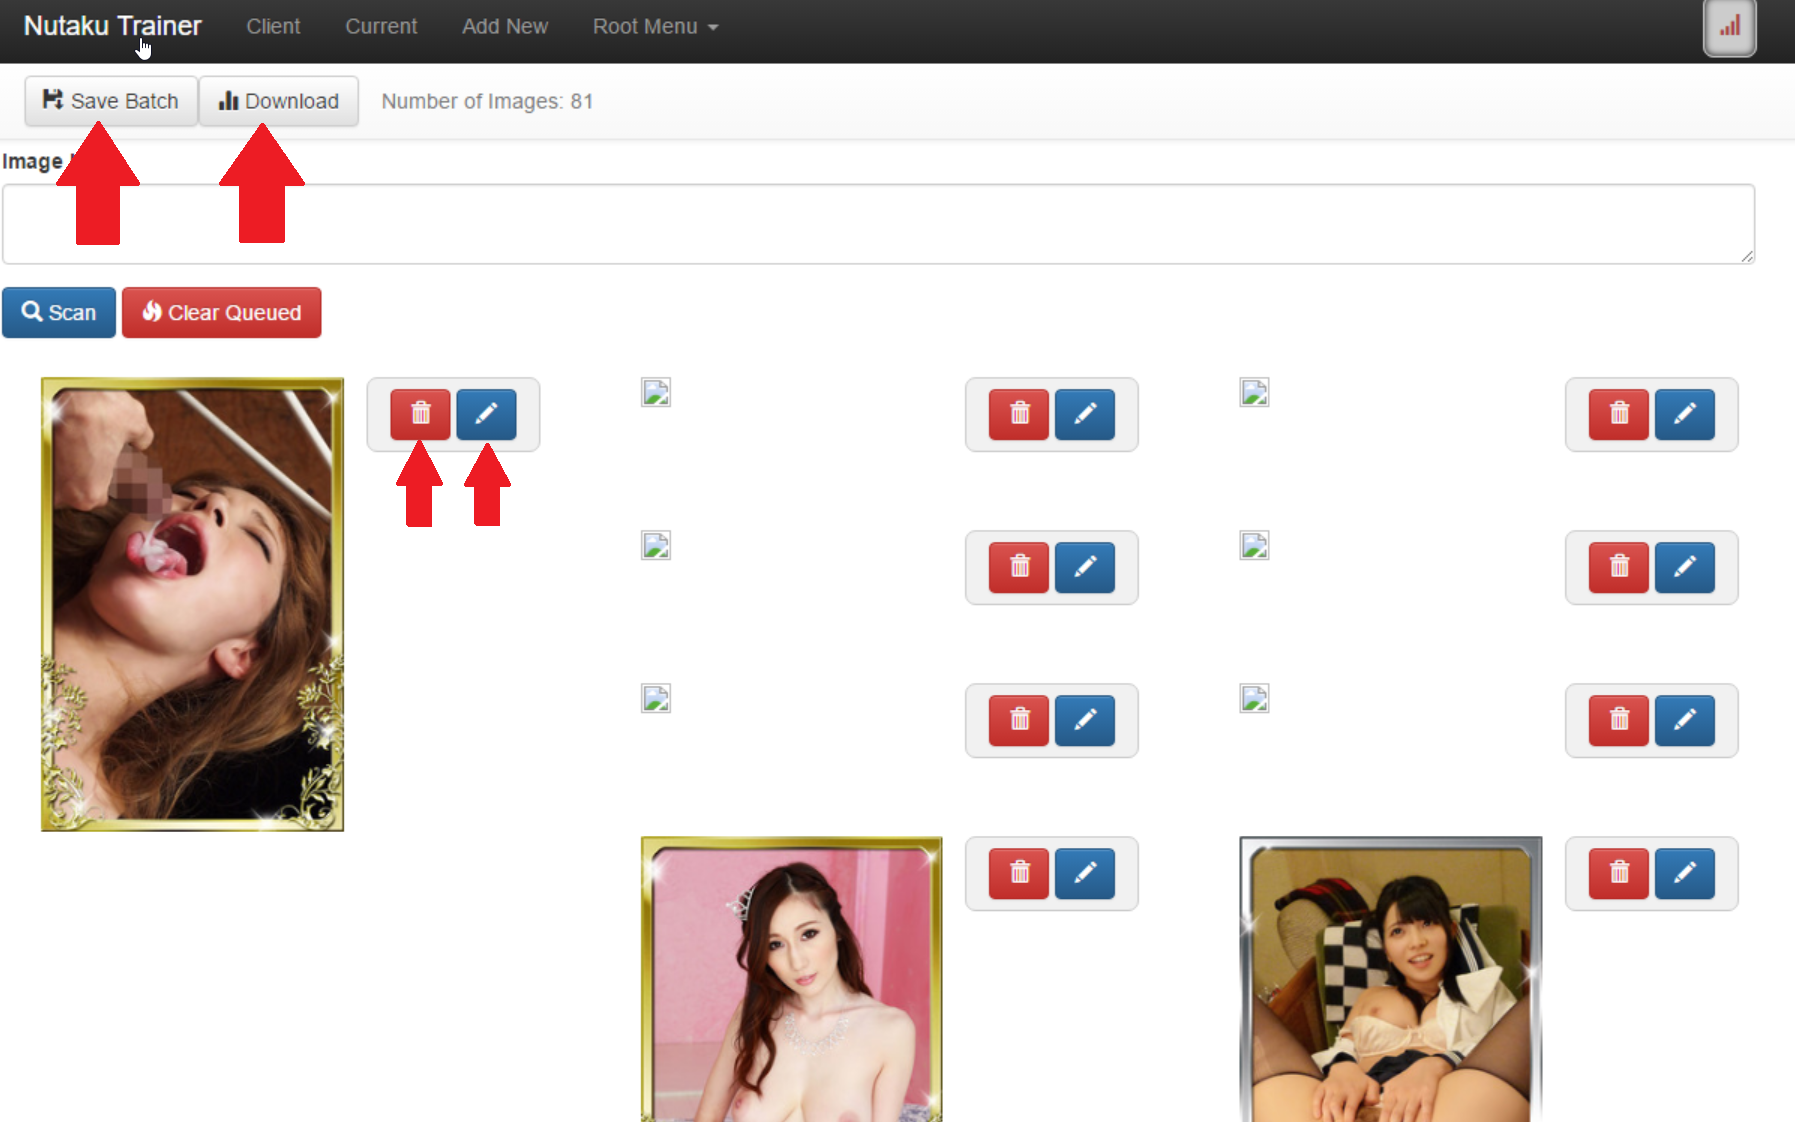 Nutaku Trainer Client Current Add New Root Menu
Save Batch Download Number of Images: 81
Image
Scan Clear Queued